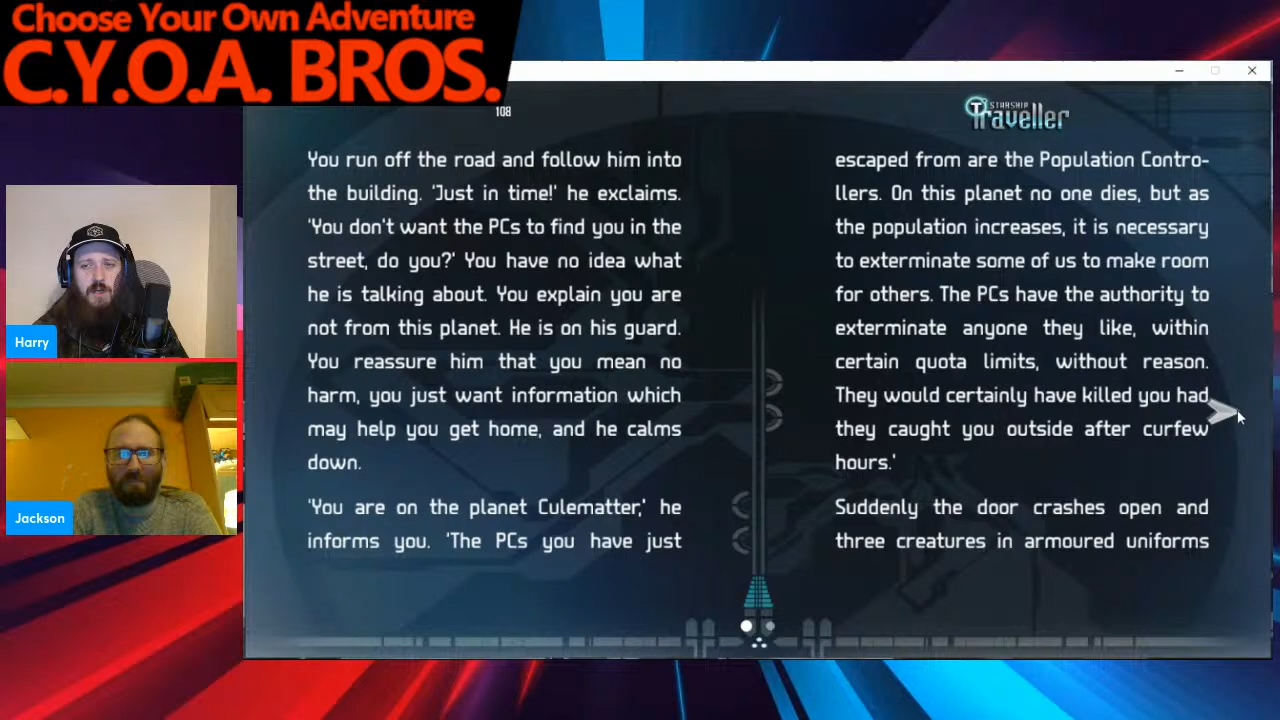 Choose Your Own Adventure
C.Y.O.A. BROS.
Harry
Jackson
108
STARSHIP
Traveller
You run off the road and follow him into
the building. 'Just in time!' he exclaims.
'You don't want the PCs to find you in the
street, do you?' You have no idea what
he is talking about. You explain you are
not from this planet. He is on his guard.
You reassure him that you mean no
harm, you just want information which
may help you get home, and he calms
down.
'You are on the planet Culematter,' he
informs you. 'The PCs you have just
escaped from are the Population Contro-
llers. On this planet no one dies, but as
the population increases, it is necessary
to exterminate some of us to make room
for others. The PCs have the authority to
exterminate anyone they like, within
certain quota limits, without reason.
They would certainly have killed you had
they caught you outside after curfew
hours.'
Suddenly the door crashes open and
three creatures in armoured uniforms